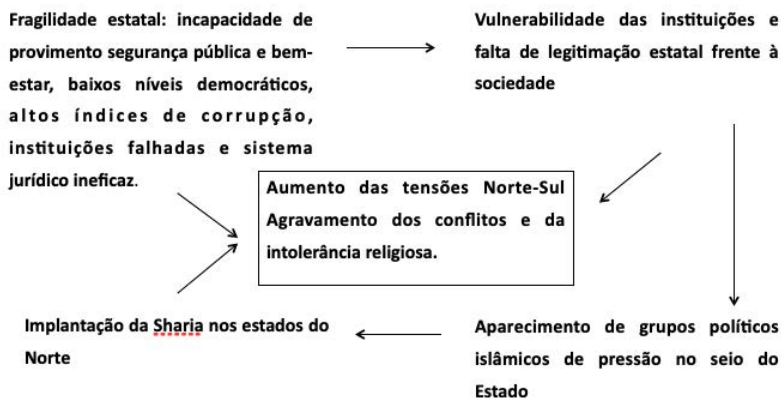 Fragilidade estatal: incapacidade de
provimento segurança pública e bem-
estar, baixos níveis democráticos,
altos índices de corrupção,
instituições falhadas e sistema
jurídico ineficaz.
Vulnerabilidade das instituições e
falta de legitimação estatal frente à
sociedade
Aumento das tensões Norte-Sul
Agravamento dos conflitos e da
intolerância religiosa.
Implantação da Sharia nos estados do
Norte
Aparecimento de grupos políticos
islâmicos de pressão no seio do
Estado